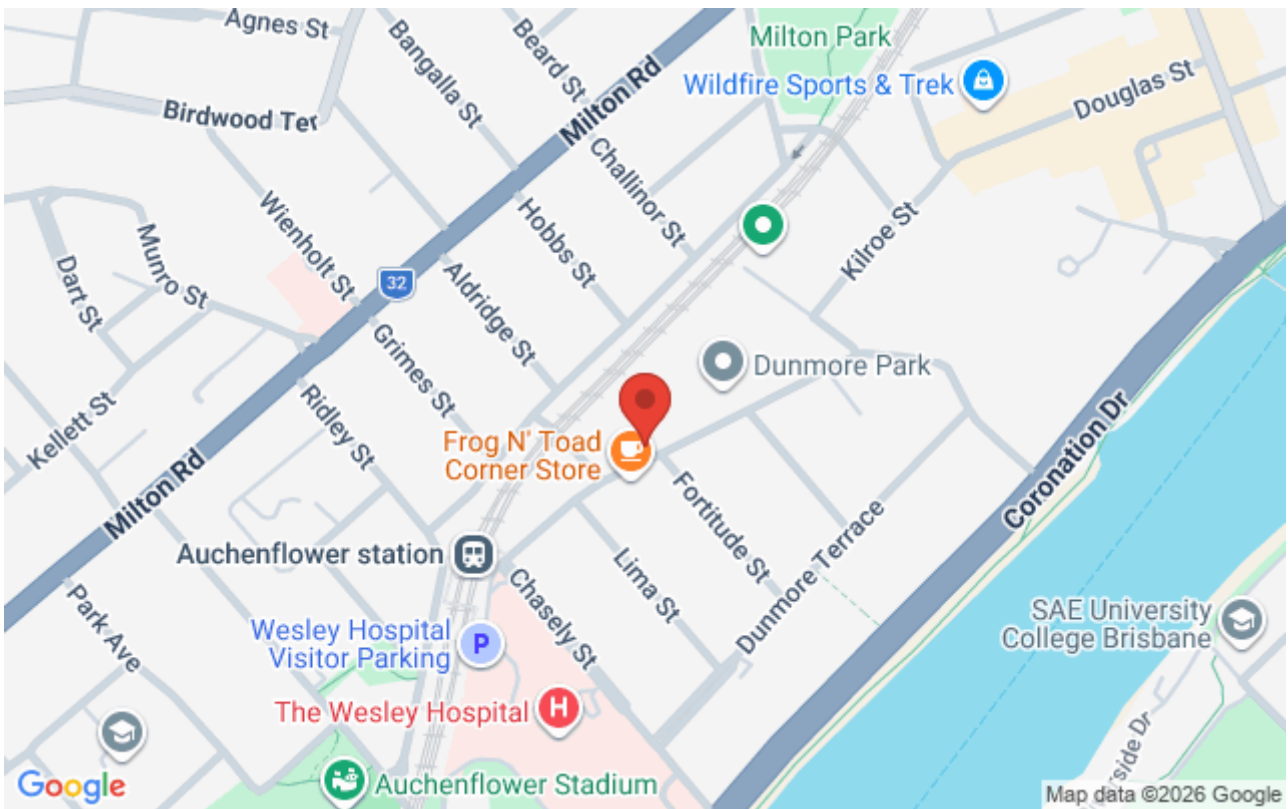 Agnes St
Bangalla St
Beard St
Milton Park
Wildfire Sports & Trek
Douglas St
Birdwood Ter
Milton Rd
Challinor St
Wienholt St
Hobbs St
Kilroe St
Munro St
Dart St
32
Aldridge St
Grimes St
Dunmore Park
Kellett St
Ridley St
Frog N' Toad
Corner Store
Coronation Dr
Milton Rd
Fortitude St
Auchenflower station
Lima St
Dunmore Terrace
Chasely St
Park Ave
SAE University
College Brisbane
Wesley Hospital
Visitor Parking
P
The Wesley Hospital
H
Auchenflower Stadium
Google
Map data ©2026 Google